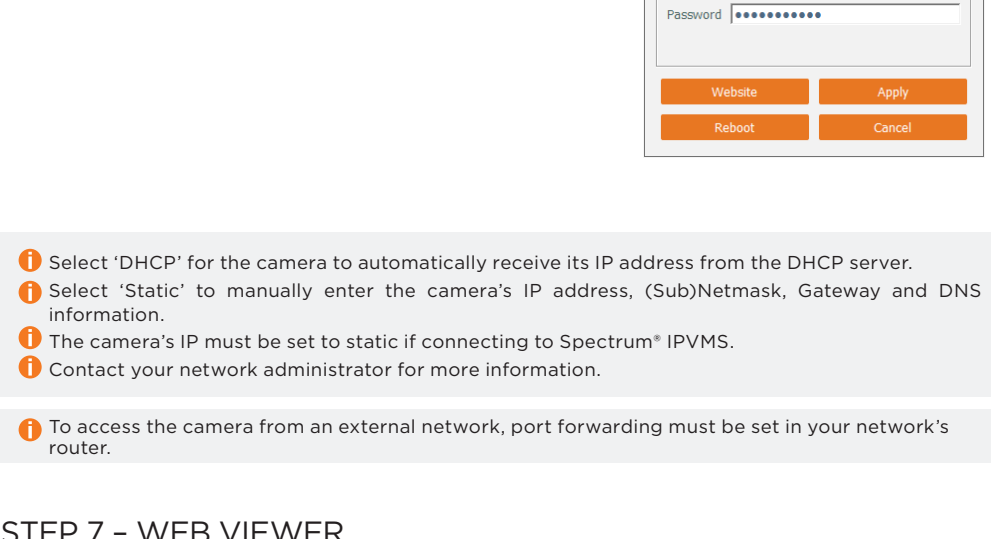 Password
Website Apply
Reboot Cancel
Select ‘DHCP’ for the camera to automatically receive its IP address from the DHCP server.
Select ‘Static’ to manually enter the camera’s IP address, (Sub)Netmask, Gateway and DNS
information.
The camera’s IP must be set to static if connecting to Spectrum® IPVMS.
Contact your network administrator for more information.
To access the camera from an external network, port forwarding must be set in your network’s
router.
STEP 7 – WEB VIEWER